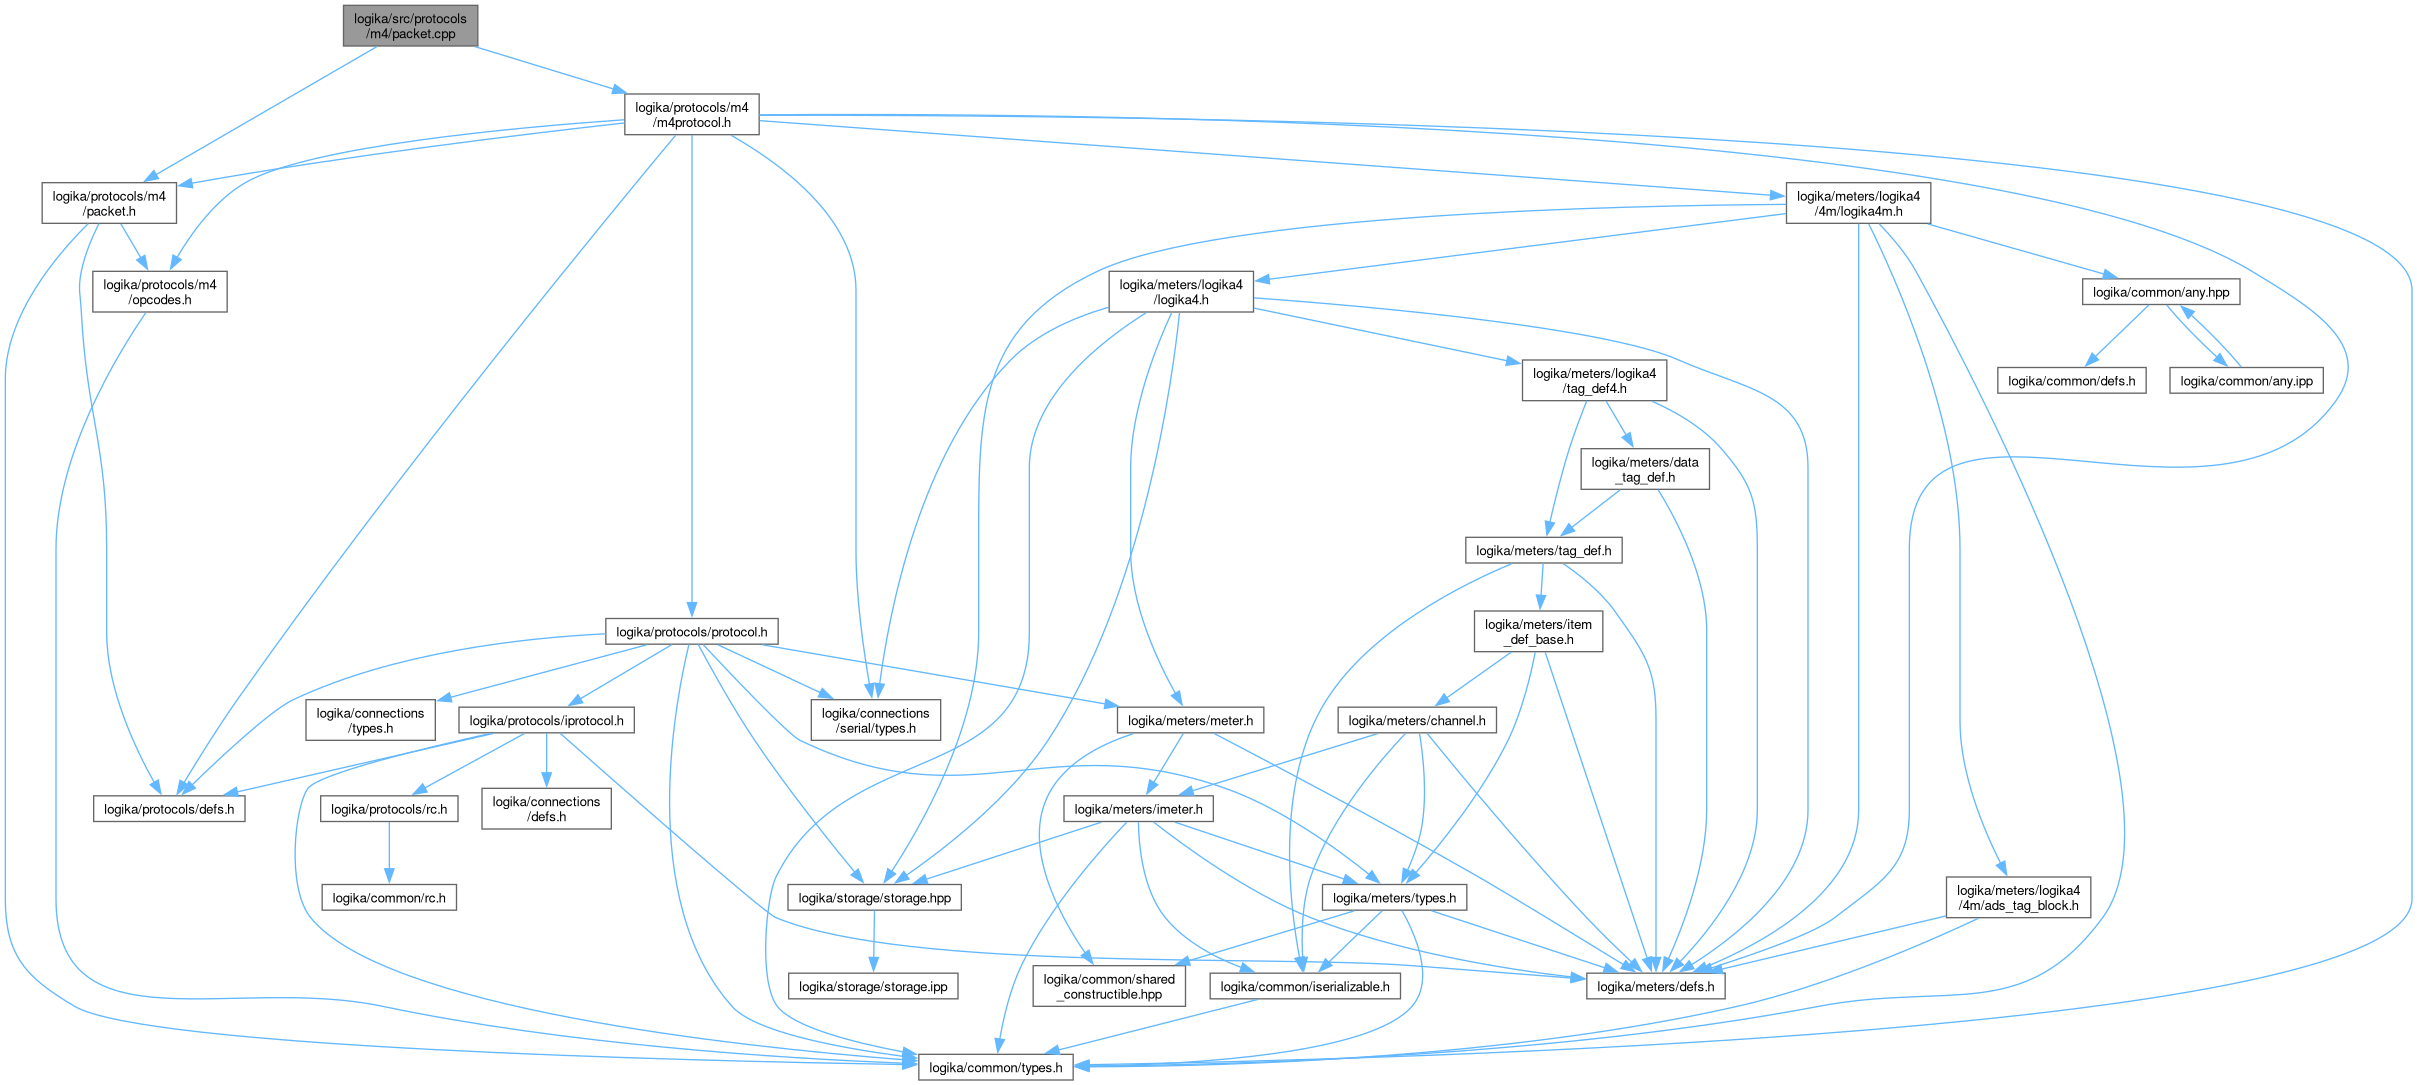 logika/src/protocols
/m4/packet.cpp
logika/protocols/m4
/m4protocol.h
logika/protocols/m4
/packet.h
logika/meters/logika4
/4m/logika4m.h
logika/protocols/m4
/opcodes.h
logika/meters/logika4
/logika4.h
logika/common/any.hpp
logika/meters/logika4
/tag_def4.h
logika/common/defs.h
logika/common/any.ipp
logika/meters/data
_tag_def.h
logika/meters/tag_def.h
logika/protocols/protocol.h
logika/meters/item
_def_base.h
logika/connections
/types.h
logika/protocols/iprotocol.h
logika/connections
/serial/types.h
logika/meters/meter.h
logika/meters/channel.h
logika/protocols/defs.h
logika/protocols/rc.h
logika/connections
/defs.h
logika/meters/imeter.h
logika/common/rc.h
logika/storage/storage.hpp
logika/meters/types.h
logika/meters/logika4
/4m/ads_tag_block.h
logika/storage/storage.ipp
logika/common/shared
_constructible.hpp
logika/common/iserializable.h
logika/meters/defs.h
logika/common/types.h